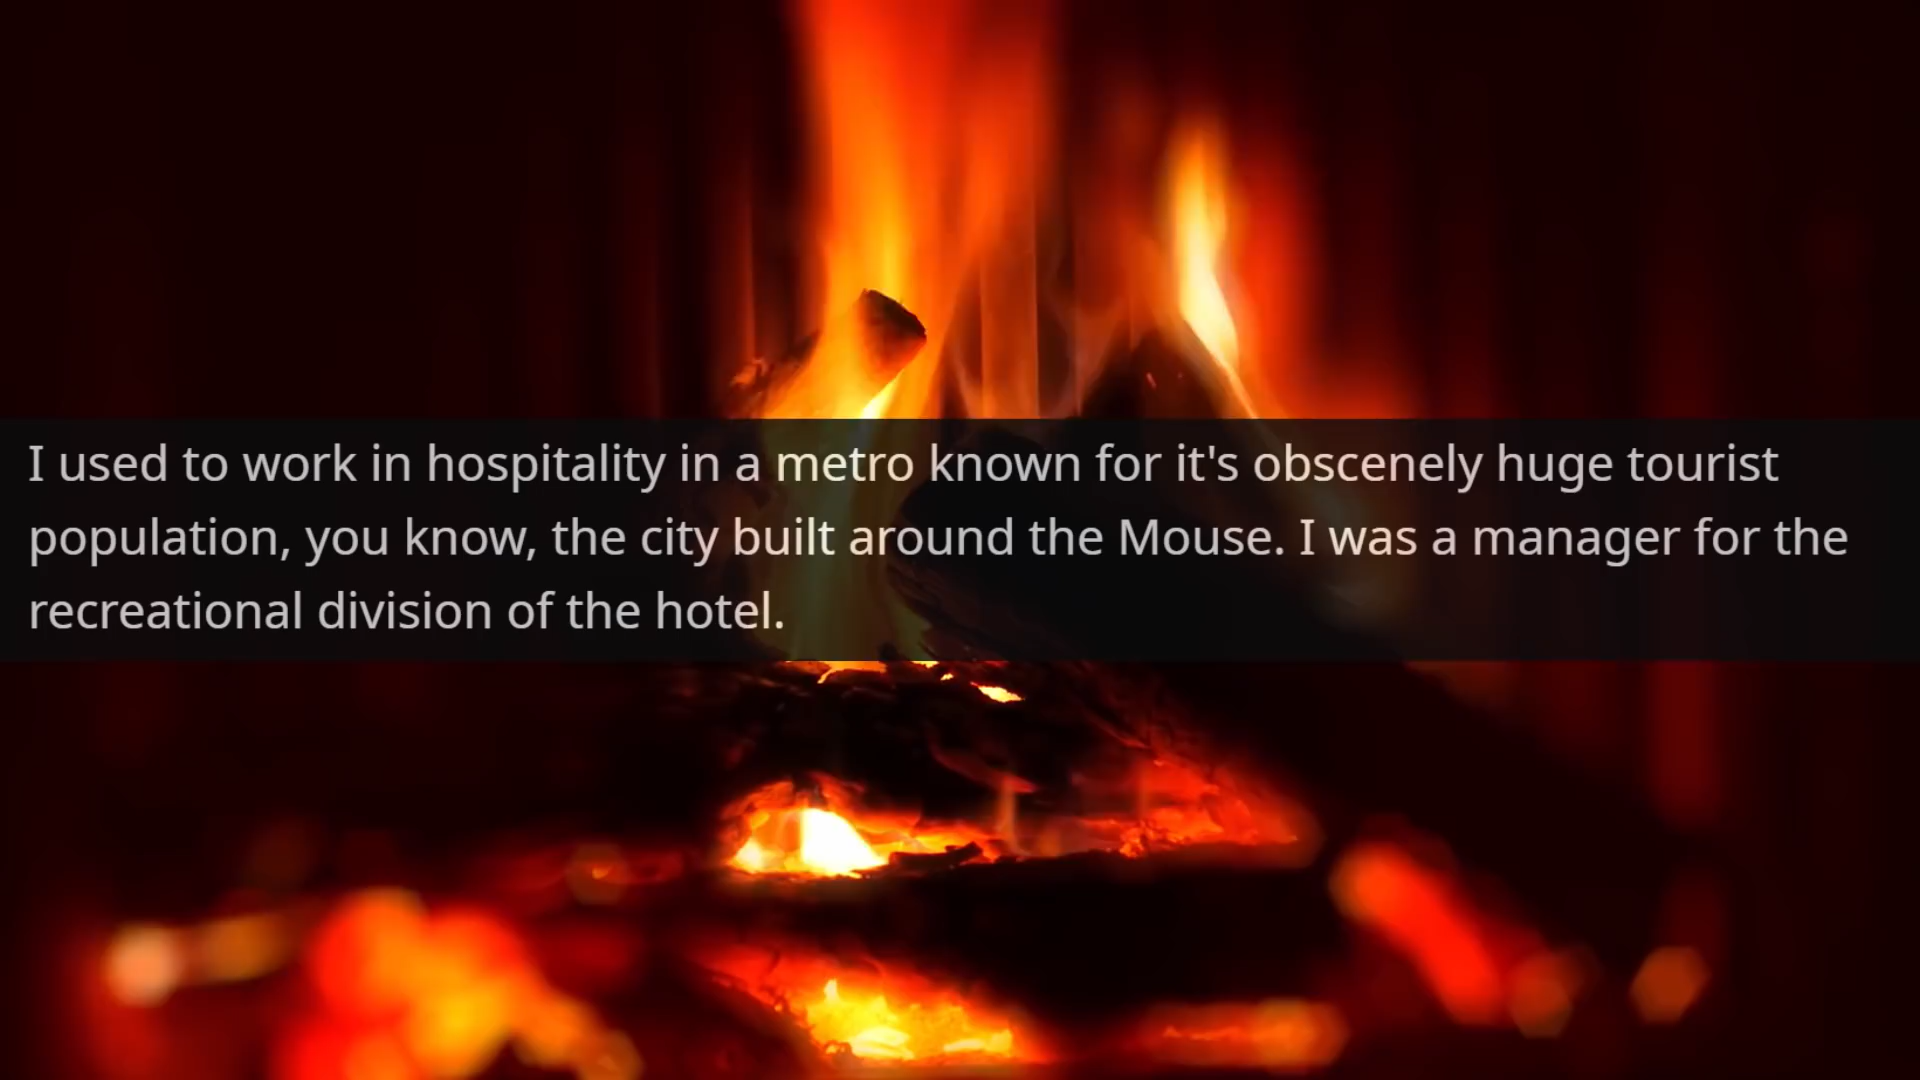 I used to work in hospitality in a metro known for it's obscenely huge tourist
population, you know, the city built around the Mouse. I was a manager for the
recreational division of the hotel.